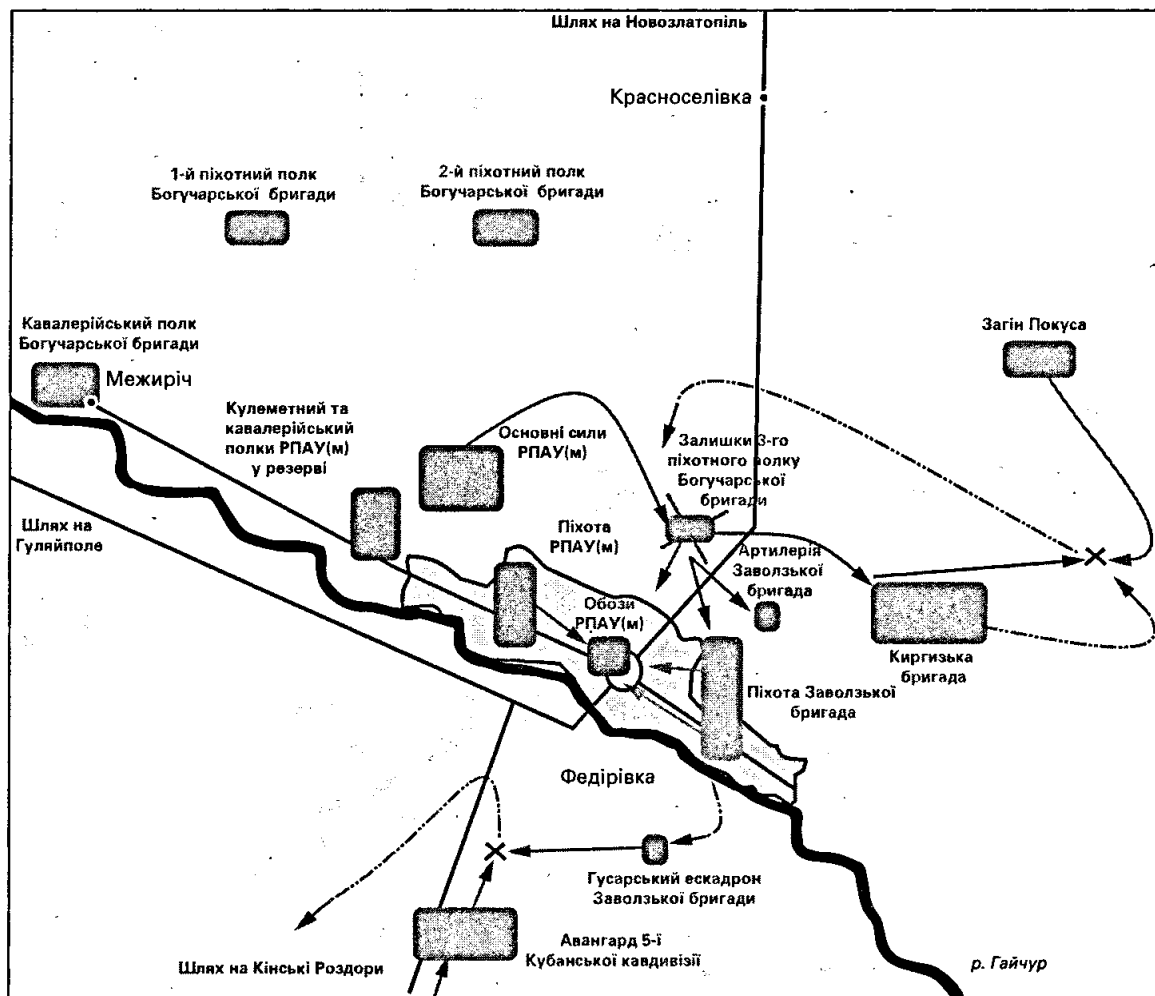 Шлях на Новозлатопіль
Красноселівка
1-й піхотний полк
Богучарської бригади
2-й піхотний полк
Богучарської бригади
Кавалерійський полк
Богучарської бригади
Межиріч
Загін Покуса
Кулеметний та
кавалерійський
полки РПАУ(м)
у резерві
Основні сили
РПАУ(м)
Залишки 3-го
піхотного полку
Богучарської
бригади
Шлях на
Гуляйполе
Піхота
РПАУ(м)
Артилерія
Заволзької
бригада
Обози
РПАУ(м)
Киргизька
бригада
Піхота Заволзької
бригада
Федірівка
Гусарський ескадрон
Заволзької бригади
Авангард 5-ї
Кубанської кавдивізії
Шлях на Кінські Роздори
р. Гайчур